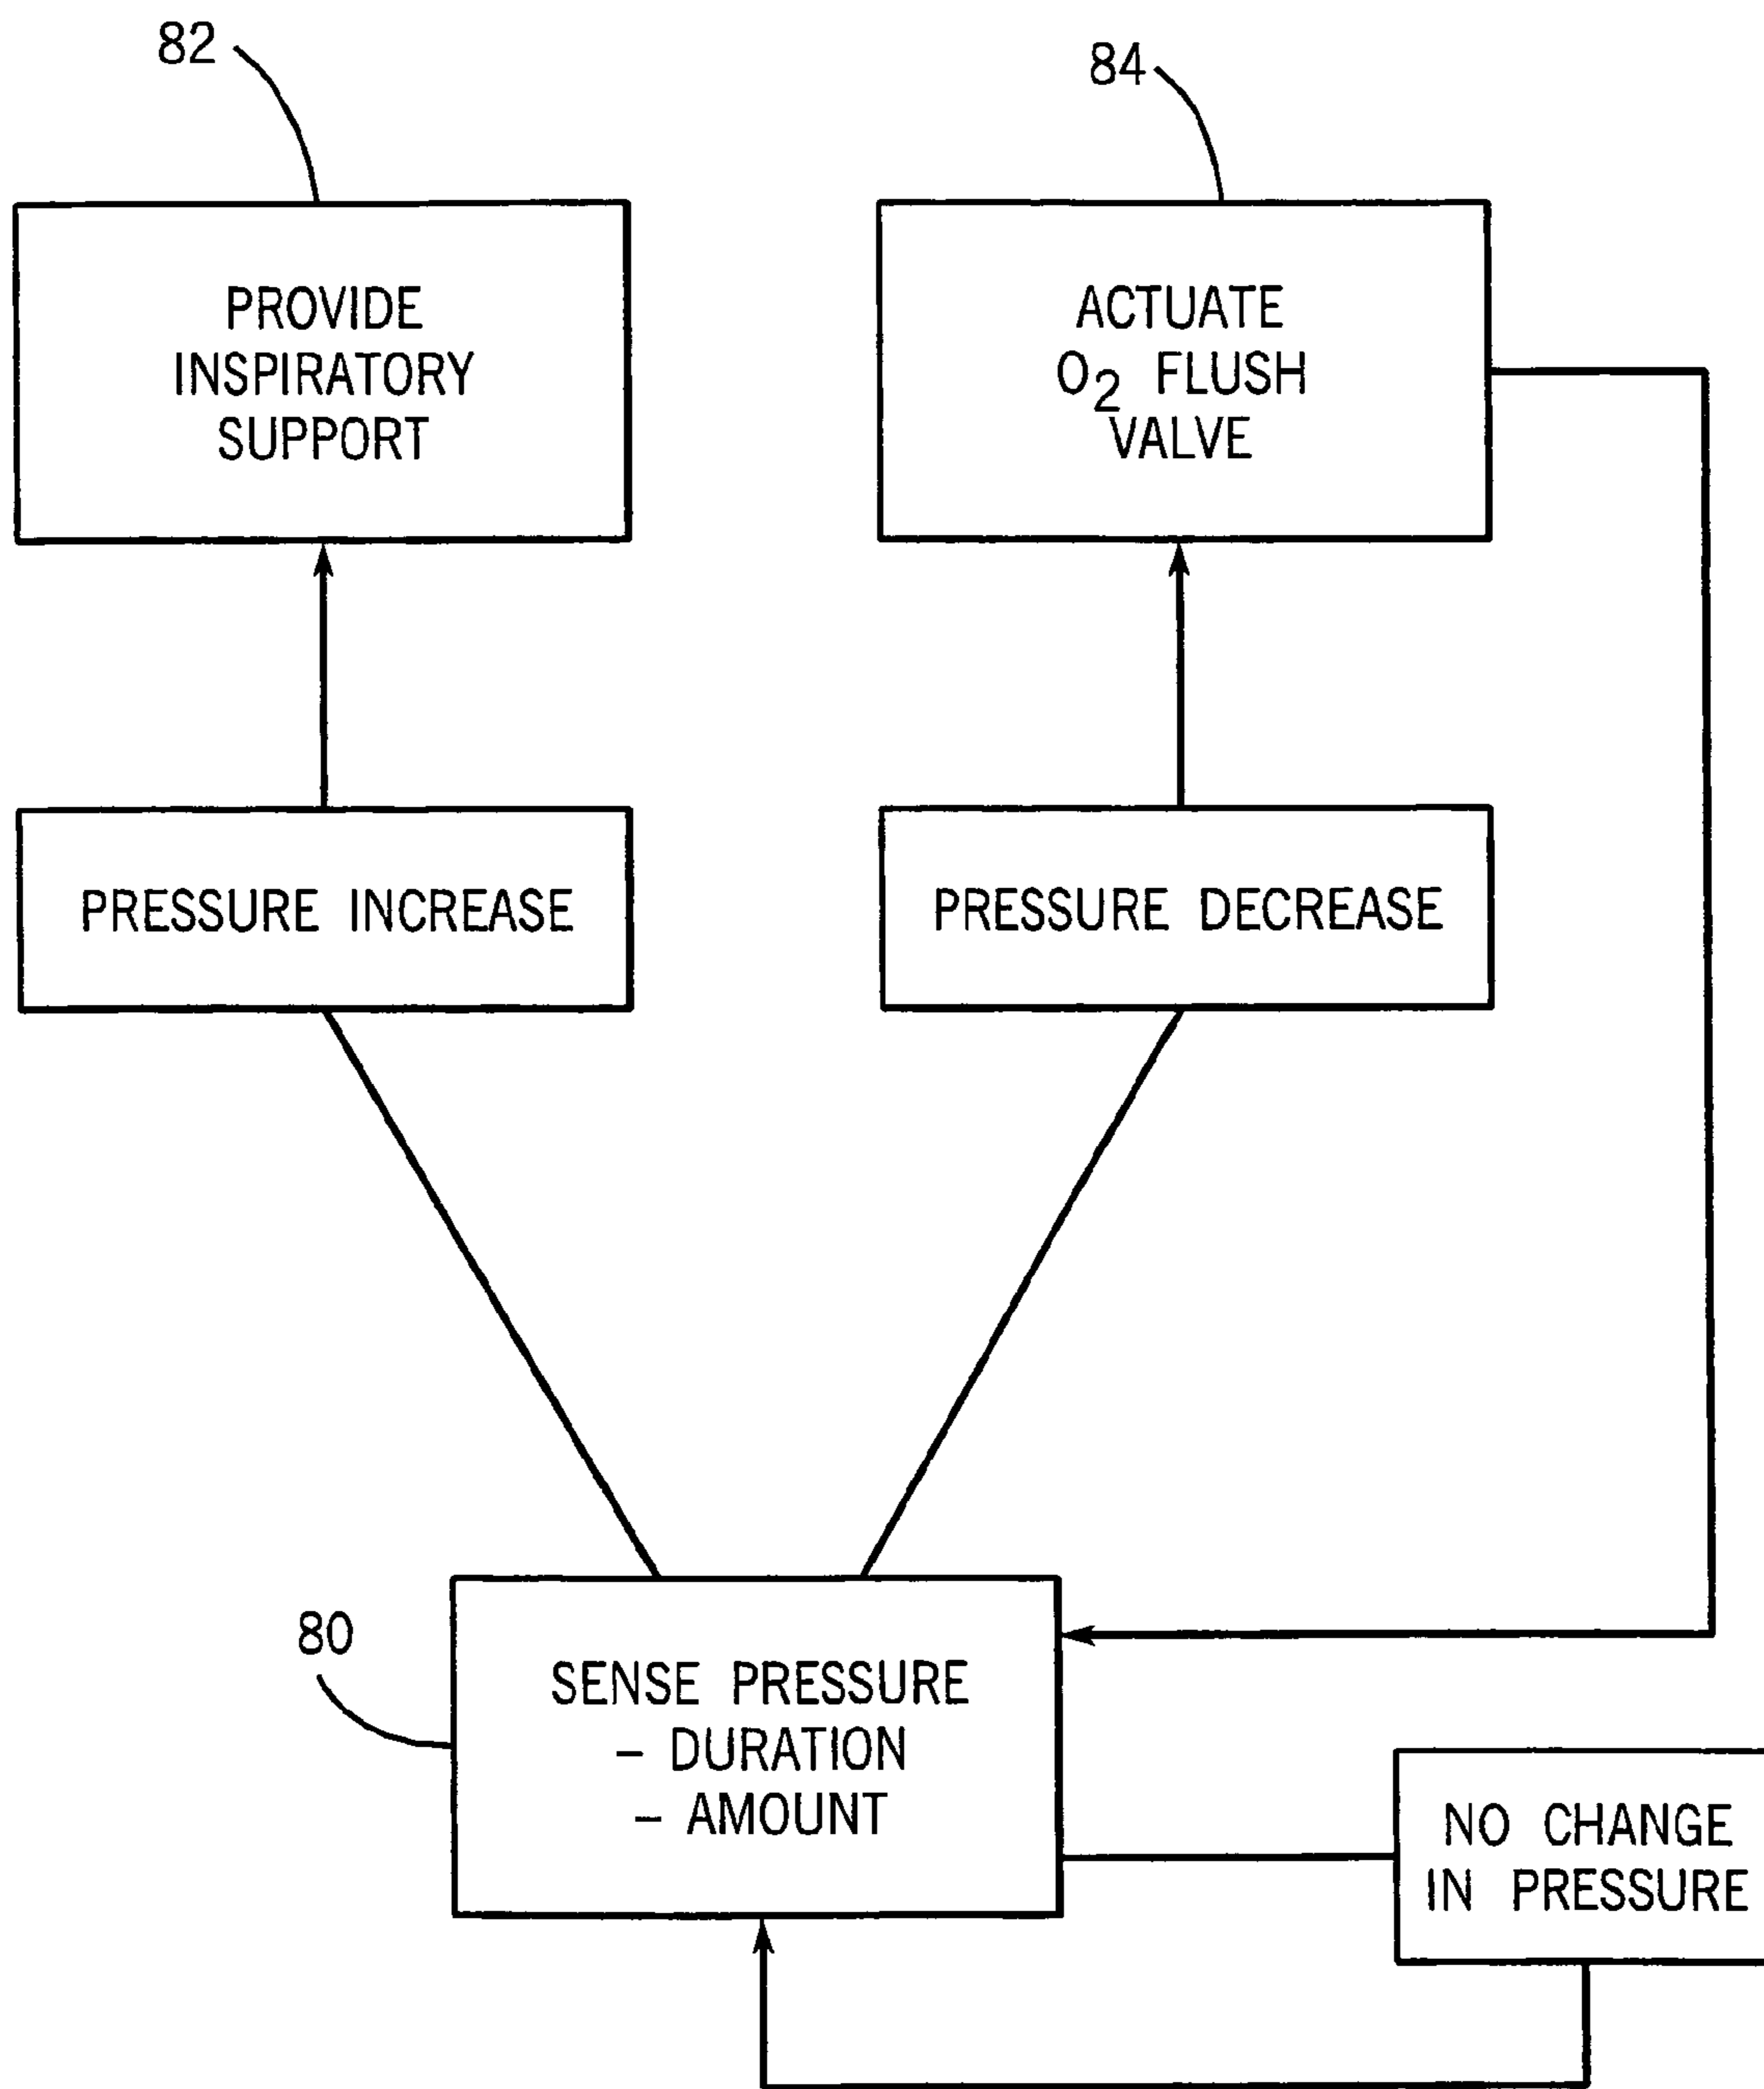 82
84
PROVIDE
INSPIRATORY
SUPPORT
ACTUATE
O₂ FLUSH
VALVE
PRESSURE INCREASE
PRESSURE DECREASE
80
SENSE PRESSURE
– DURATION
– AMOUNT
NO CHANGE
IN PRESSURE